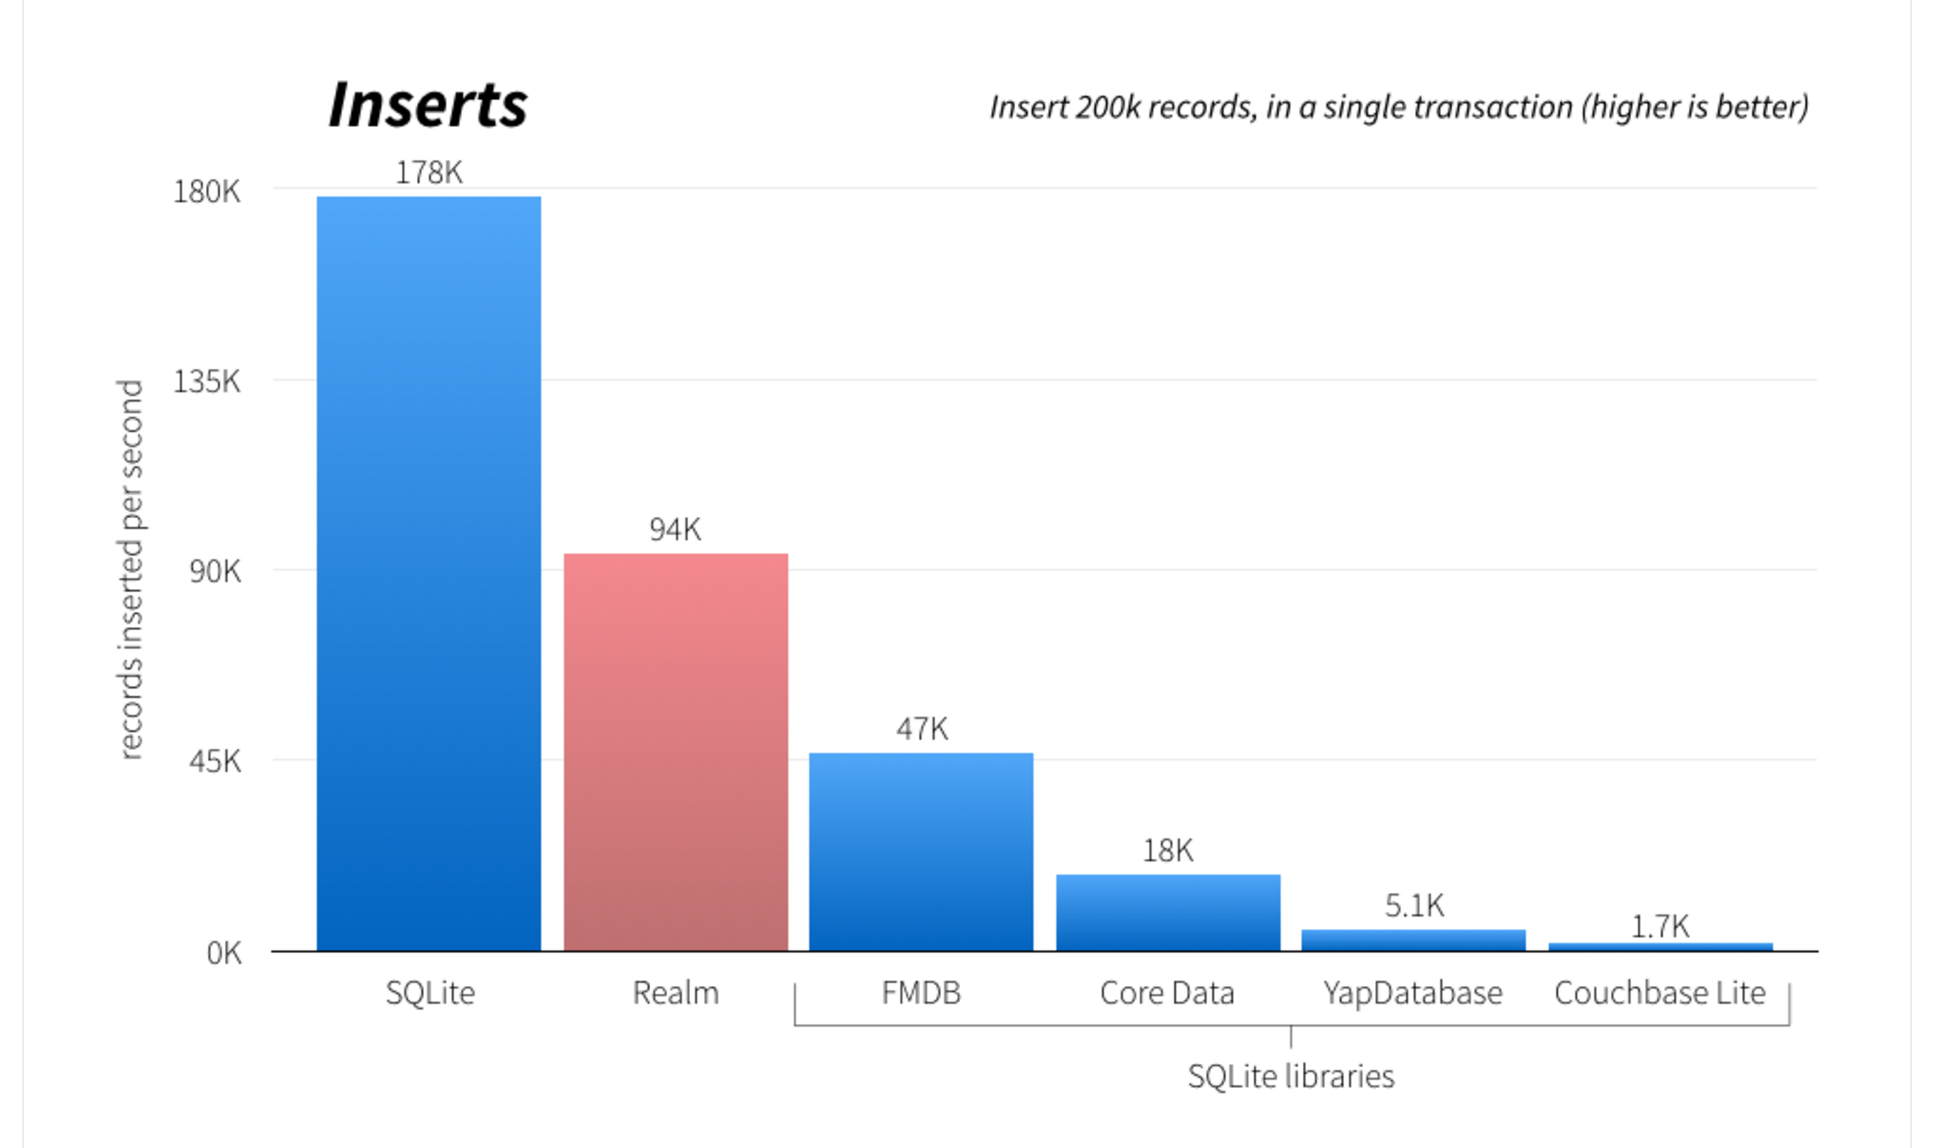 Inserts
Insert 200k records, in a single transaction (higher is better)
records inserted per second
180K
135K
90K
45K
0K
178K
94K
47K
18K
5.1K
1.7K
SQLite
Realm
FMDB
Core Data
YapDatabase
Couchbase Lite
SQLite libraries